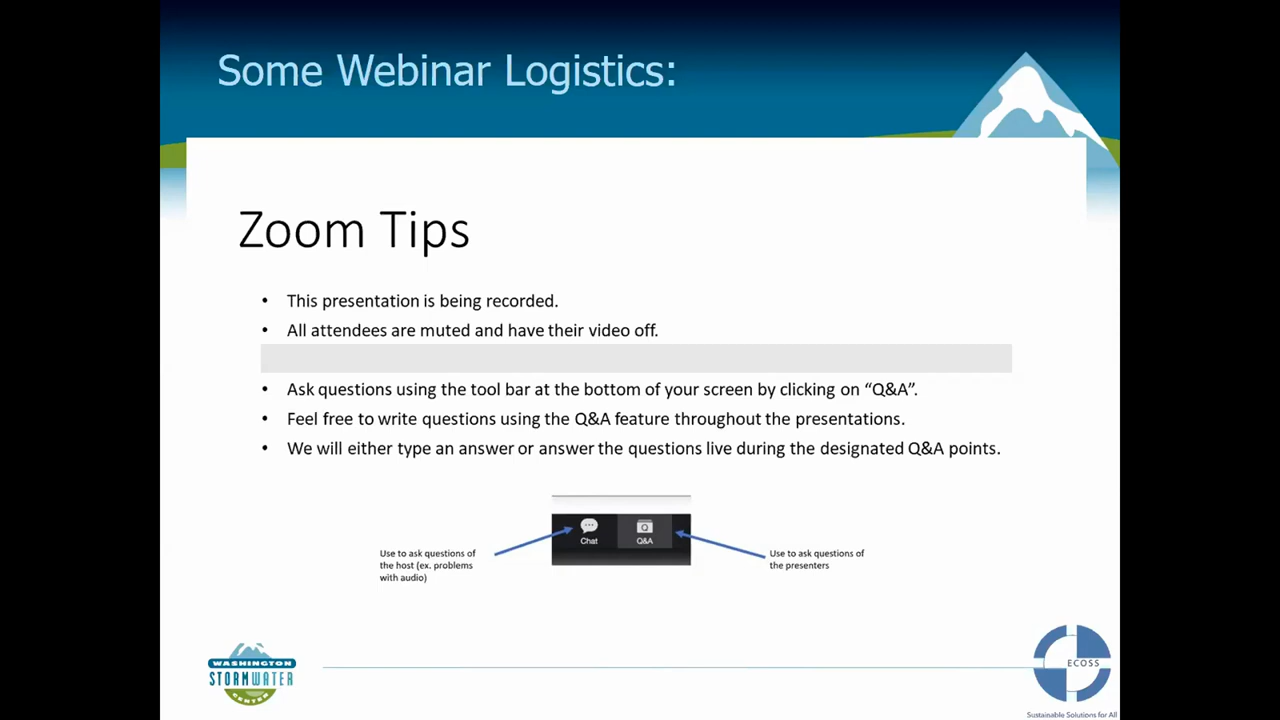 Some Webinar Logistics:
Zoom Tips
• This presentation is being recorded.
• All attendees are muted and have their video off.
• Ask questions using the tool bar at the bottom of your screen by clicking on “Q&A”.
• Feel free to write questions using the Q&A feature throughout the presentations.
• We will either type an answer or answer the questions live during the designated Q&A points.
Chat
Q
Q&A
Use to ask questions of
the host (ex. problems
with audio)
Use to ask questions of
the presenters
WASHINGTON
STORMWATER
CENTER
ECOSS
Sustainable Solutions for All